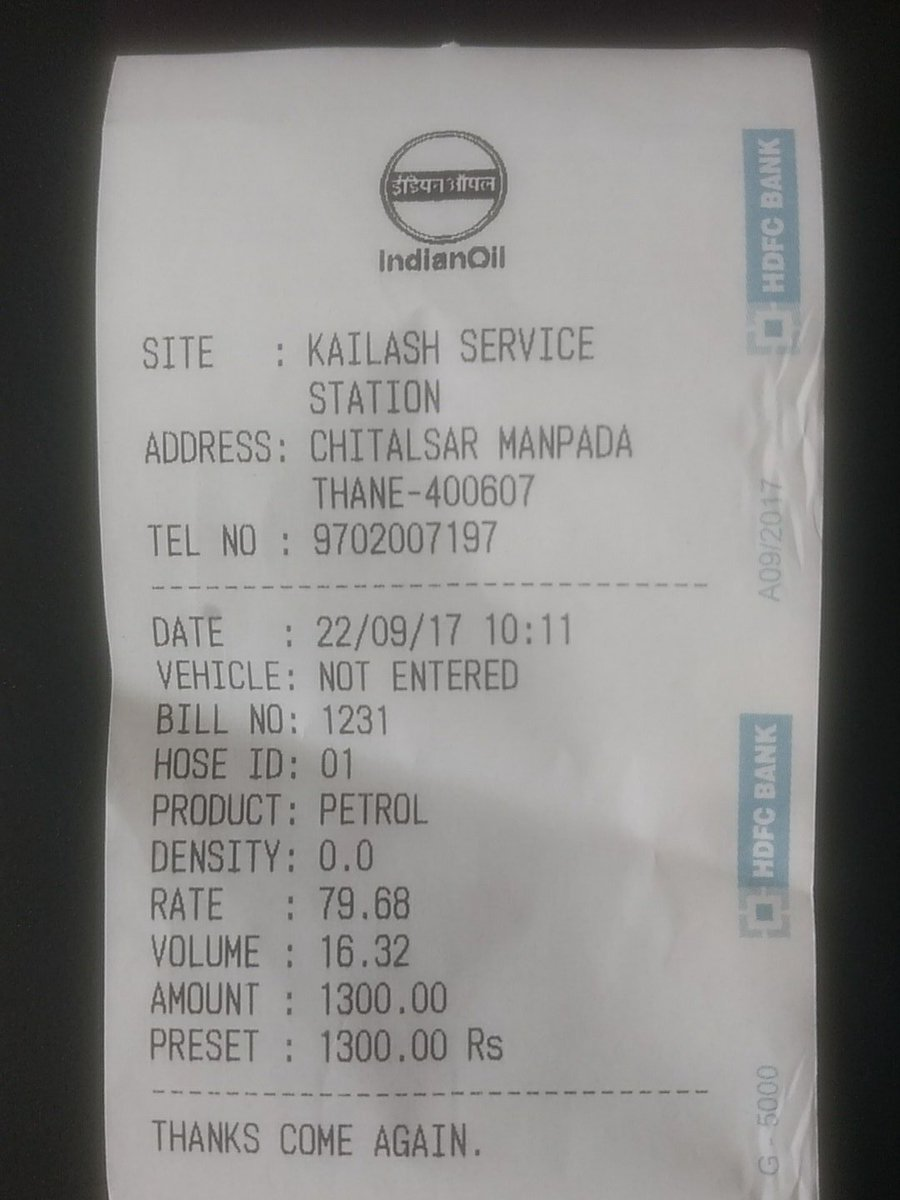 इंडियन ऑयल
IndianOil
SITE : KAILASH SERVICE
STATION
ADDRESS: CHITALSAR MANPADA
THANE-400607
TEL NO : 9702007197
DATE : 22/09/17 10:11
VEHICLE: NOT ENTERED
BILL NO: 1231
HOSE ID: 01
PRODUCT: PETROL
DENSITY: 0.0
RATE : 79.68
VOLUME : 16.32
AMOUNT : 1300.00
PRESET : 1300.00 Rs
THANKS COME AGAIN.
HDFC BANK
A09/2017
HDFC BANK
G - 5000